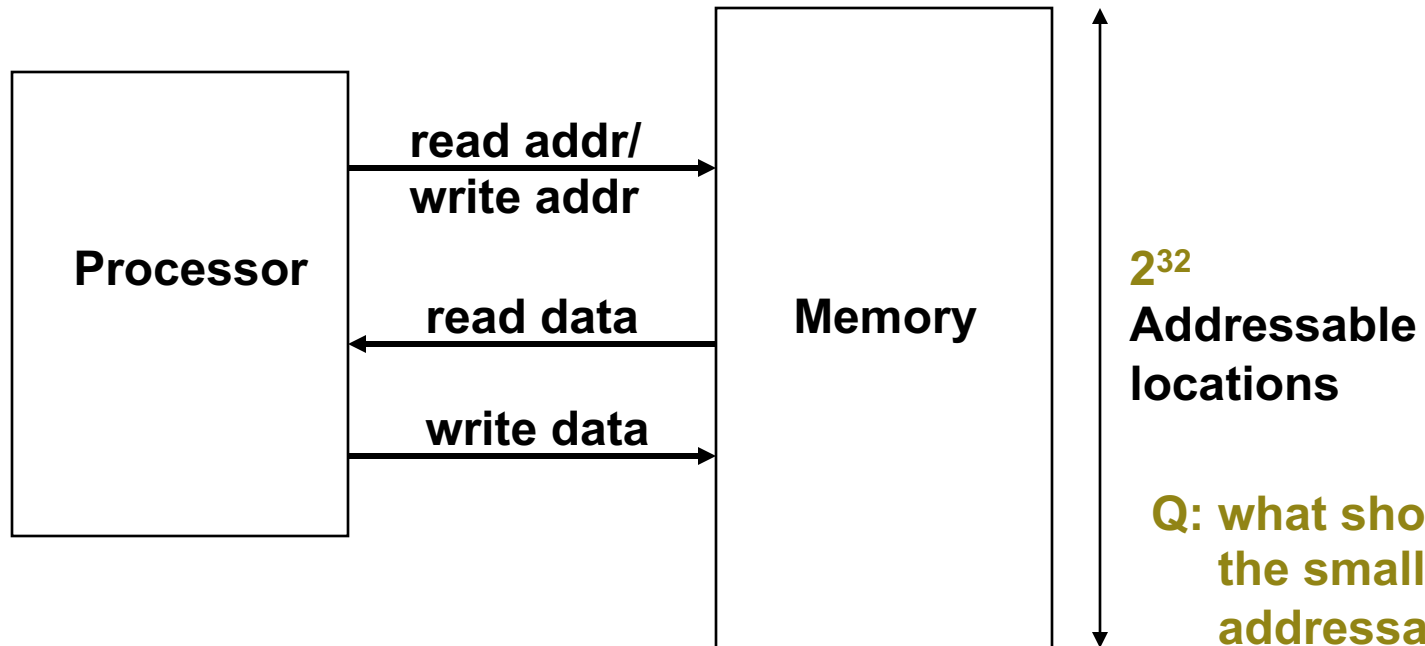 Processor
read addr/
write addr
read data
write data
Memory
2³²
Addressable
locations
Q: what sho
the small
addressa